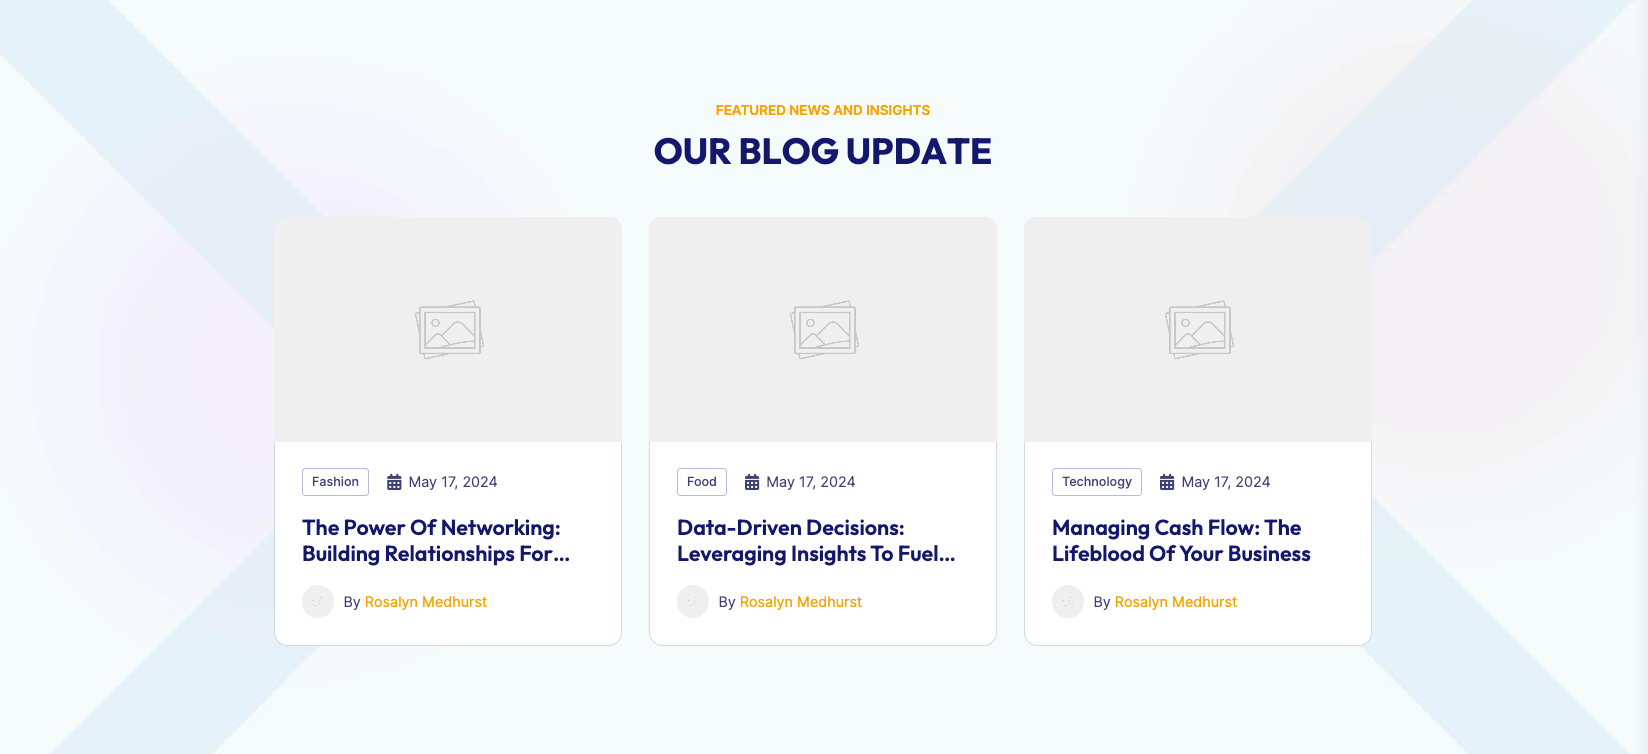 FEATURED NEWS AND INSIGHTS
OUR BLOG UPDATE
Fashion
May 17, 2024
The Power Of Networking:
Building Relationships For...
By Rosalyn Medhurst
Food
May 17, 2024
Data-Driven Decisions:
Leveraging Insights To Fuel...
By Rosalyn Medhurst
Technology
May 17, 2024
Managing Cash Flow: The
Lifeblood Of Your Business
By Rosalyn Medhurst